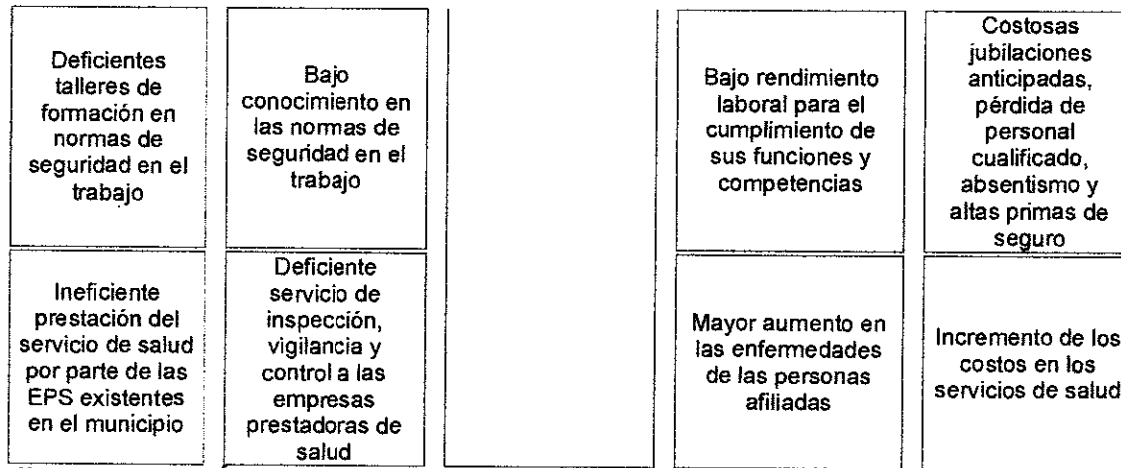 Deficientes
talleres de
formación en
normas de
seguridad en el
trabajo
Bajo
conocimiento en
las normas de
seguridad en el
trabajo
Bajo rendimiento
laboral para el
cumplimiento de
sus funciones y
competencias
Costosas
jubilaciones
anticipadas,
pérdida de
personal
cualificado,
absentismo y
altas primas de
seguro
Ineficiente
prestación del
servicio de salud
por parte de las
EPS existentes
en el municipio
Deficiente
servicio de
inspección,
vigilancia y
control a las
empresas
prestadoras de
salud
Mayor aumento en
las enfermedades
de las personas
afiliadas
Incremento de los
costos en los
servicios de salud